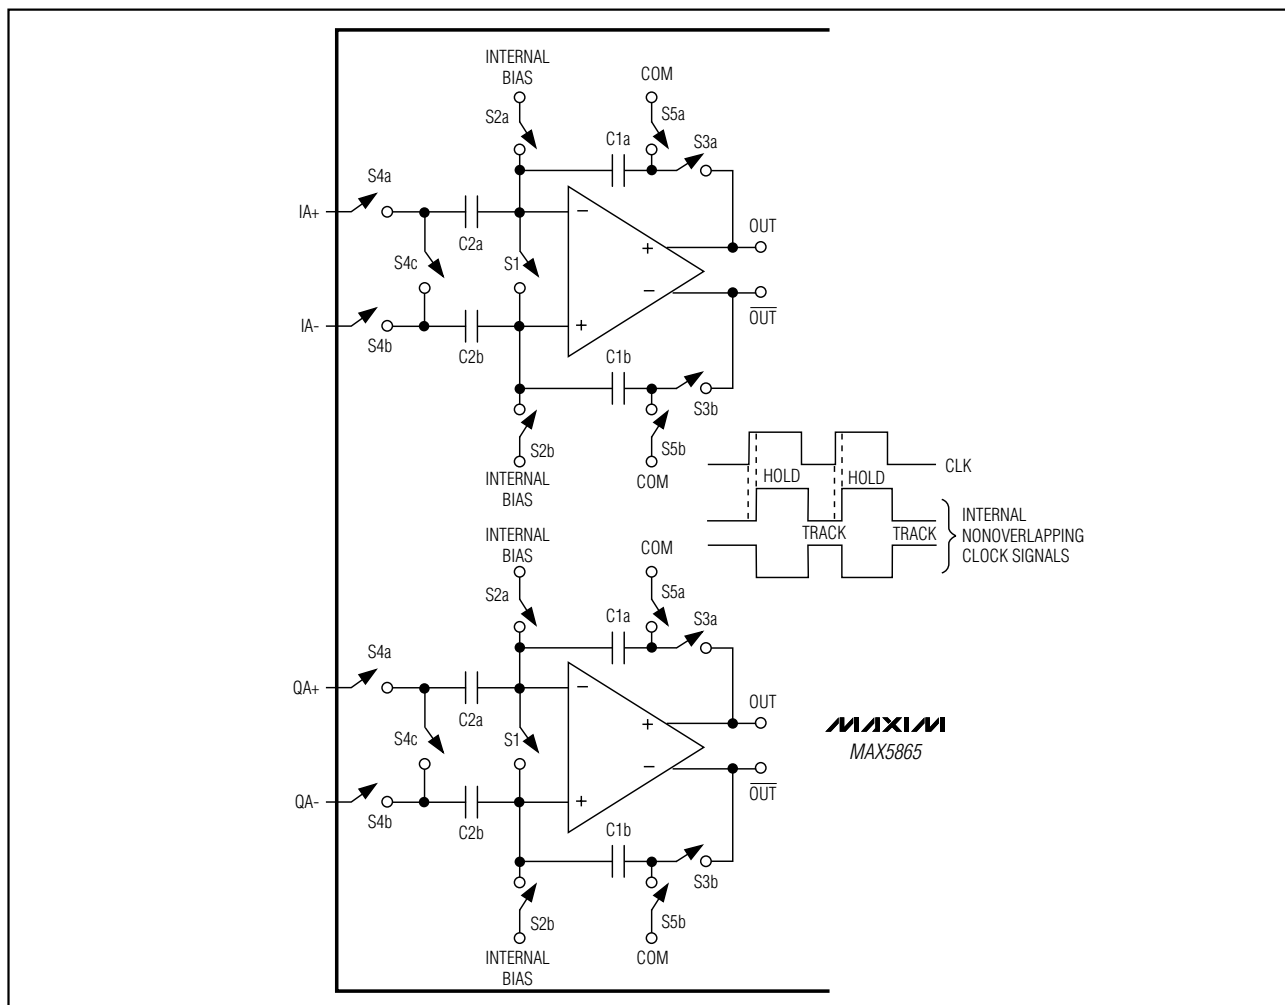 INTERNAL
BIAS
COM
S2a
S5a
C1a
S3a
S4a
IA+
C2a
−
OUT
+
S4c
S1
−
OUT
IA-
+
S4b
C2b
C1b
S3b
S2b
S5b
INTERNAL
BIAS
COM
CLK
HOLD
HOLD
TRACK
TRACK
INTERNAL
NONOVERLAPPING
CLOCK SIGNALS
INTERNAL
BIAS
COM
S2a
S5a
C1a
S3a
S4a
QA+
C2a
−
OUT
+
S4c
S1
−
OUT
QA-
+
S4b
C2b
C1b
S3b
S2b
S5b
INTERNAL
BIAS
COM
MAXIM
MAX5865